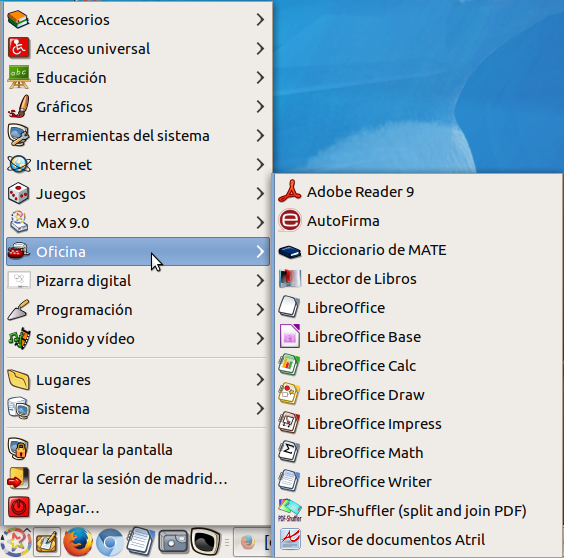 Accesorios
Acceso universal
Educación
Gráficos
Herramientas del sistema
Internet
Juegos
MaX 9.0
Oficina
Pizarra digital
Programación
Sonido y vídeo
Lugares
Sistema
Bloquear la pantalla
Cerrar la sesión de madrid...
Apagar...
Adobe Reader 9
AutoFirma
Diccionario de MATE
Lector de Libros
LibreOffice
LibreOffice Base
LibreOffice Calc
LibreOffice Draw
LibreOffice Impress
LibreOffice Math
LibreOffice Writer
PDF-Shuffler (split and join PDF)
Visor de documentos Atril